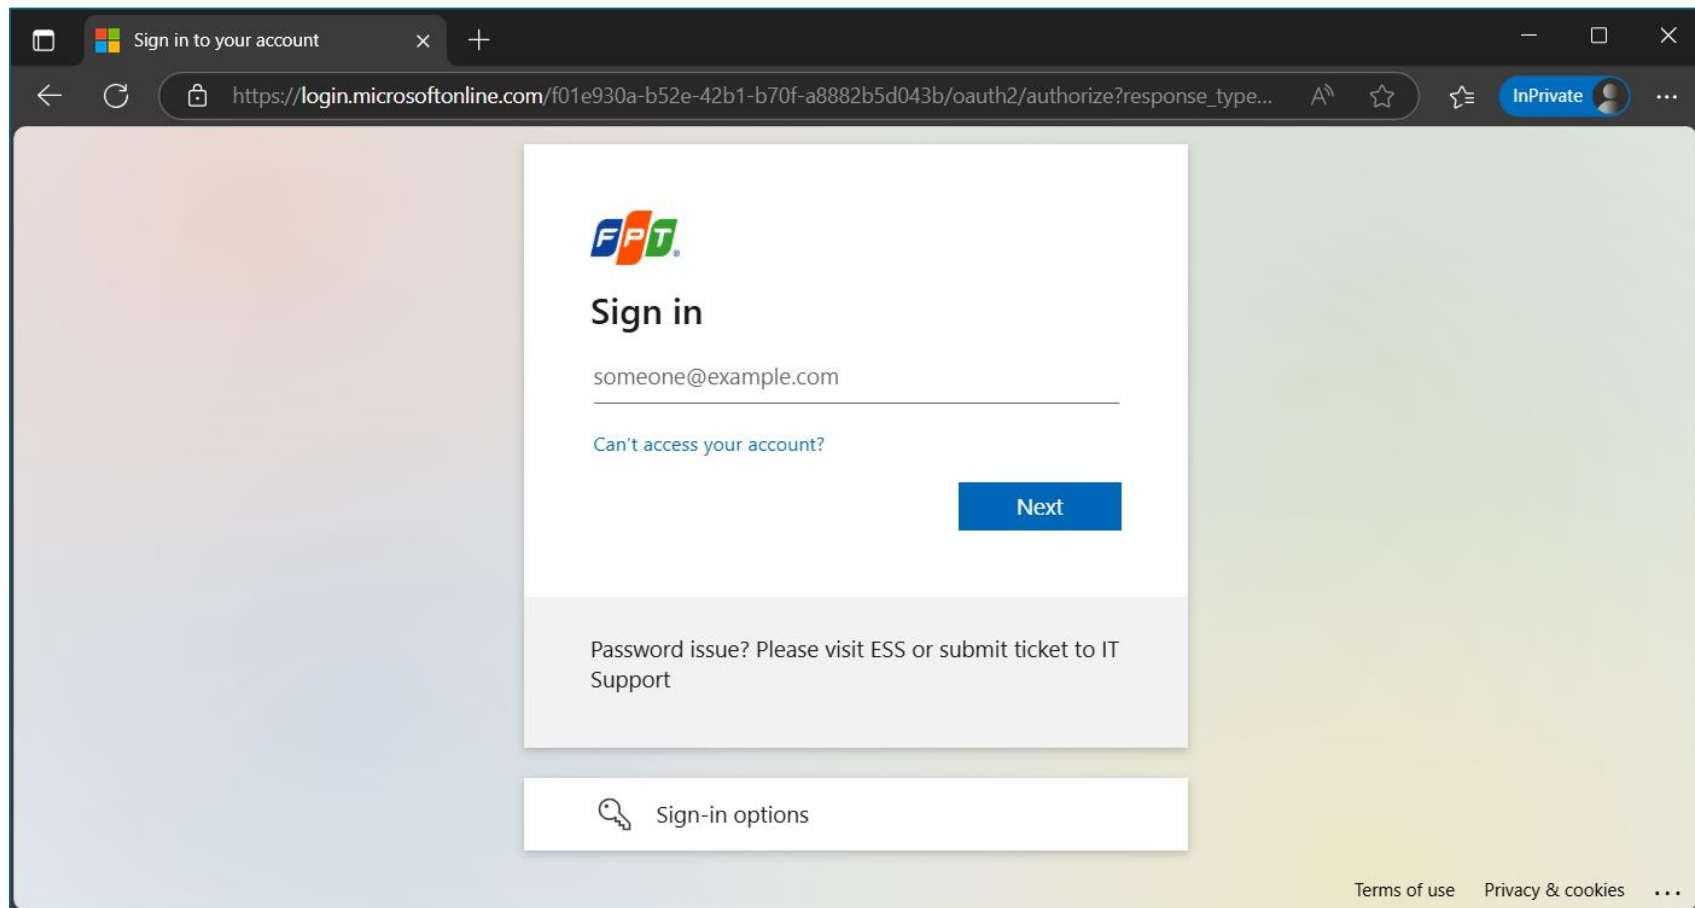 Sign in to your account
https://login.microsoftonline.com/f01e930a-b52e-42b1-b70f-a8882b5d043b/oauth2/authorize?response_type...
InPrivate
FPT
Sign in
someone@example.com
Can't access your account?
Next
Password issue? Please visit ESS or submit ticket to IT
Support
Sign-in options
Terms of use Privacy & cookies ...